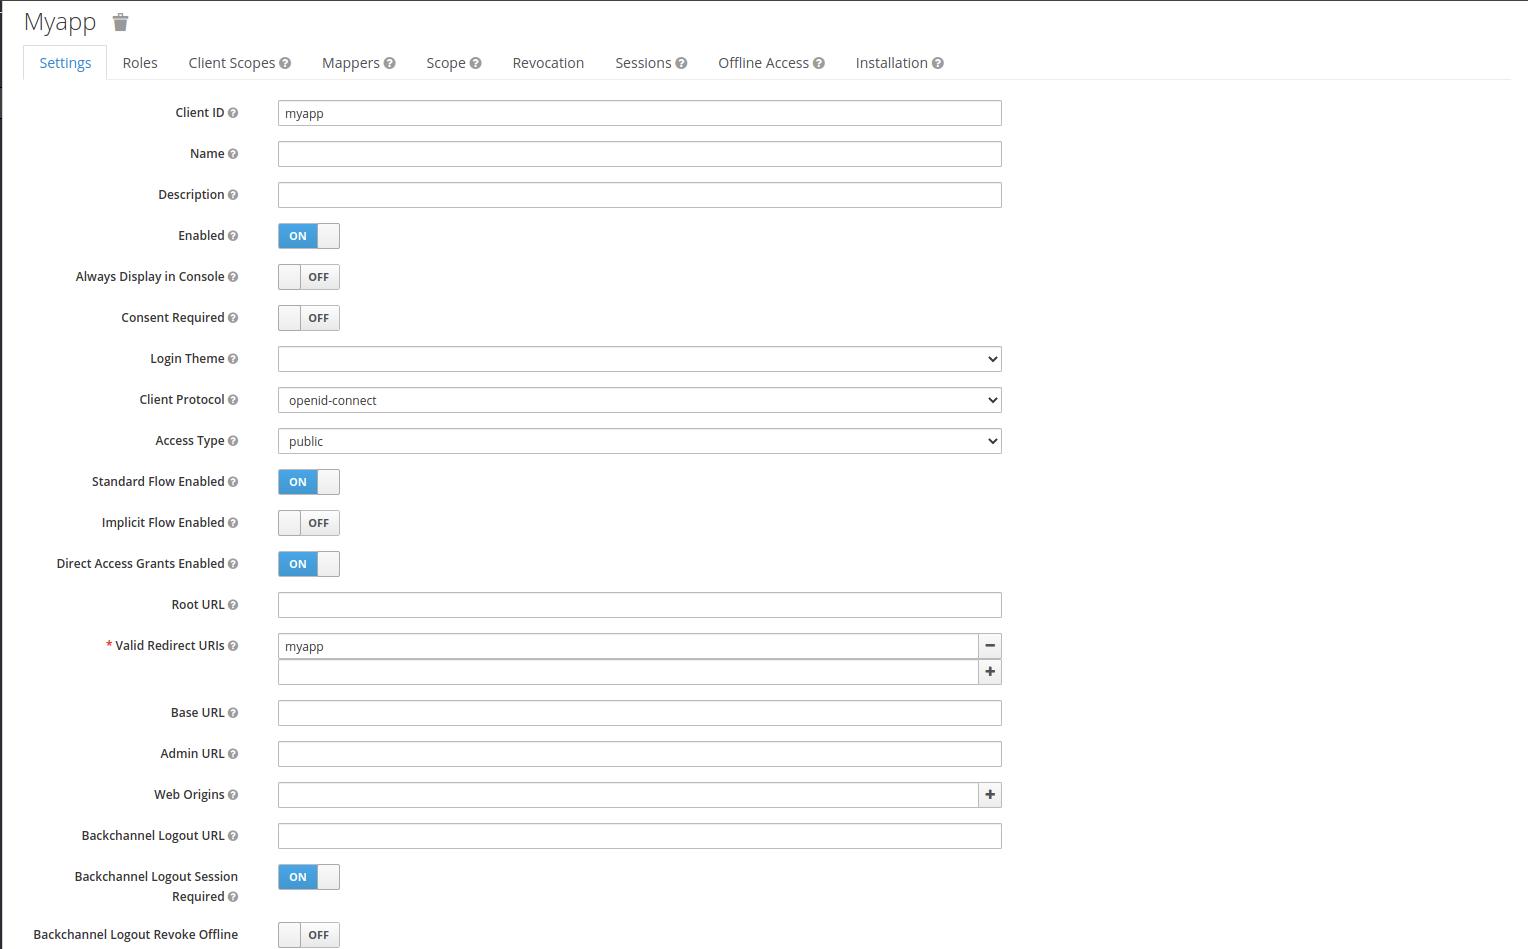 Myapp
Settings Roles Client Scopes Mappers Scope Revocation Sessions Offline Access Installation
Client ID myapp
Name
Description
Enabled ON
Always Display in Console OFF
Consent Required OFF
Login Theme
Client Protocol openid-connect
Access Type public
Standard Flow Enabled ON
Implicit Flow Enabled OFF
Direct Access Grants Enabled ON
Root URL
* Valid Redirect URIs myapp
Base URL
Admin URL
Web Origins
Backchannel Logout URL
Backchannel Logout Session ON
Required
Backchannel Logout Revoke Offline OFF